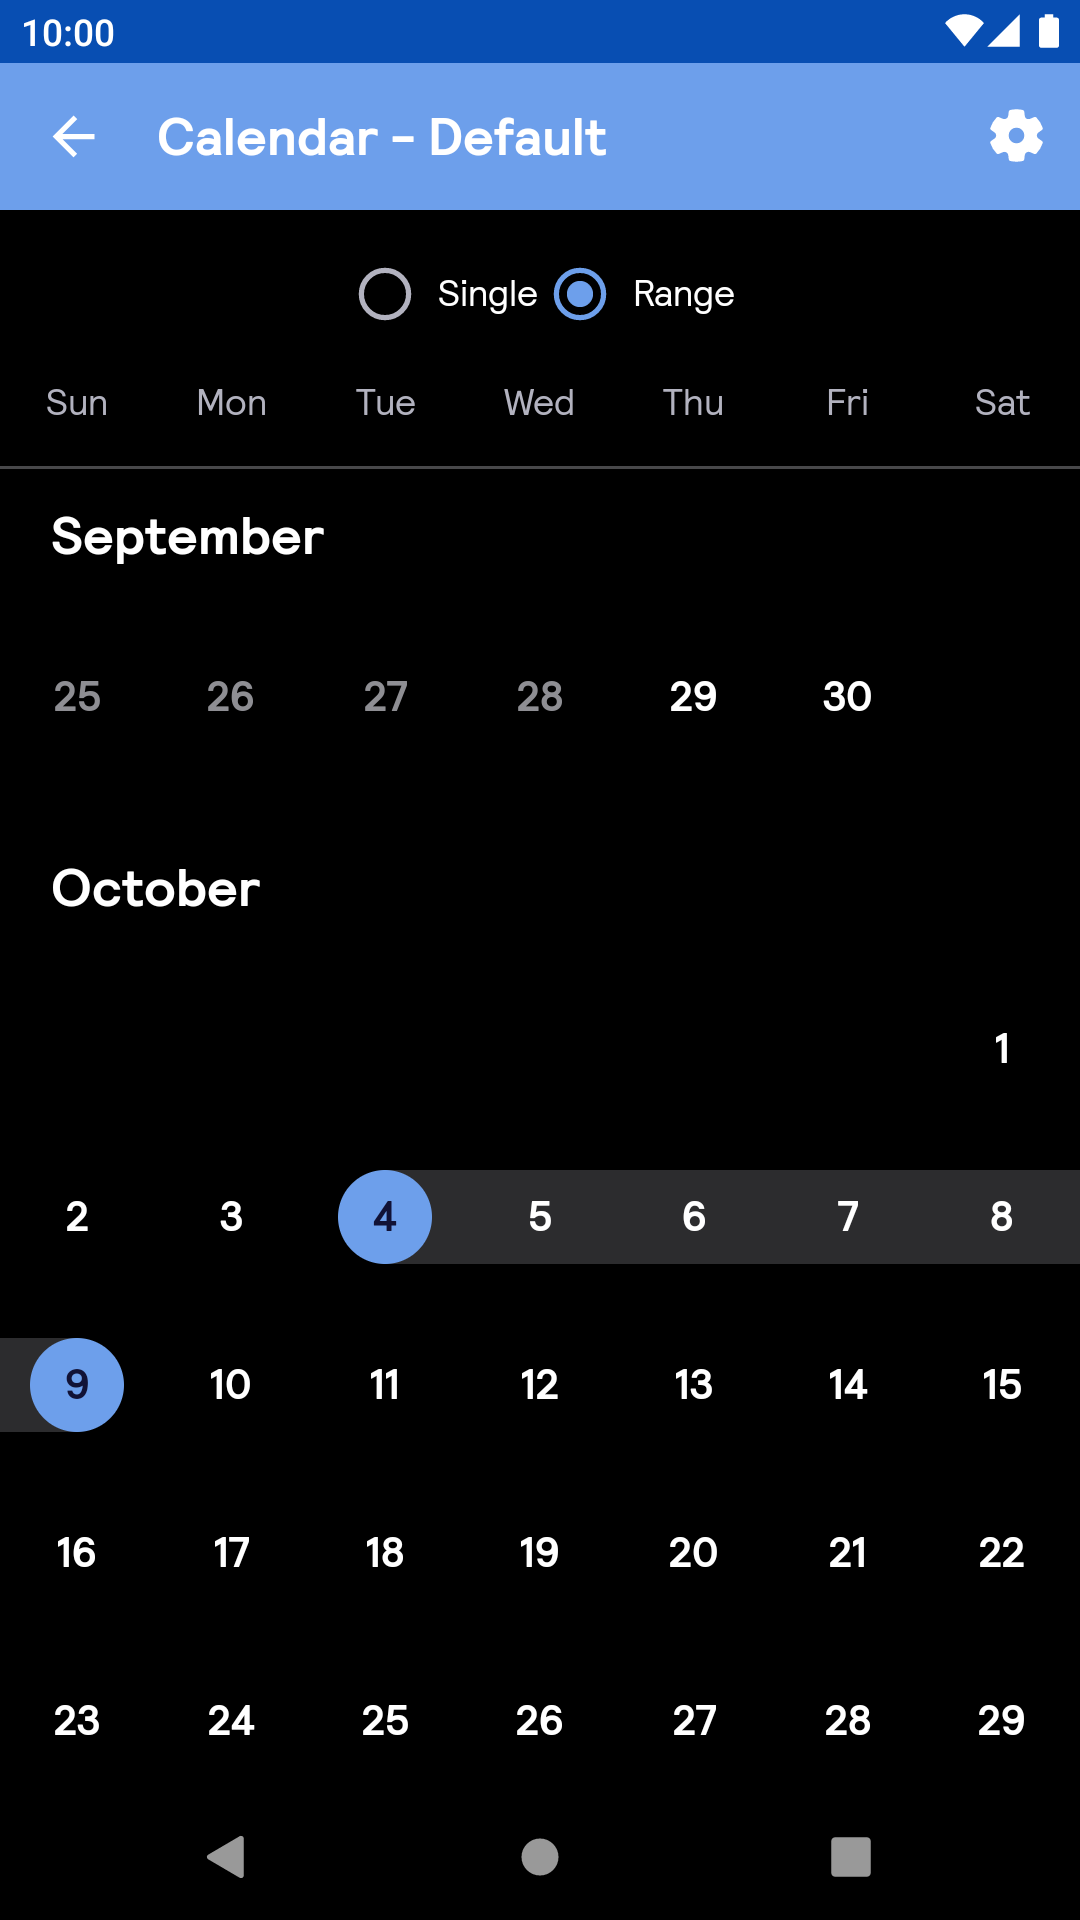 10:00
Calendar - Default
Single Range
Sun Mon Tue Wed Thu Fri Sat
September
25 26 27 28 29 30
October
1
2 3 4 5 6 7 8
9 10 11 12 13 14 15
16 17 18 19 20 21 22
23 24 25 26 27 28 29